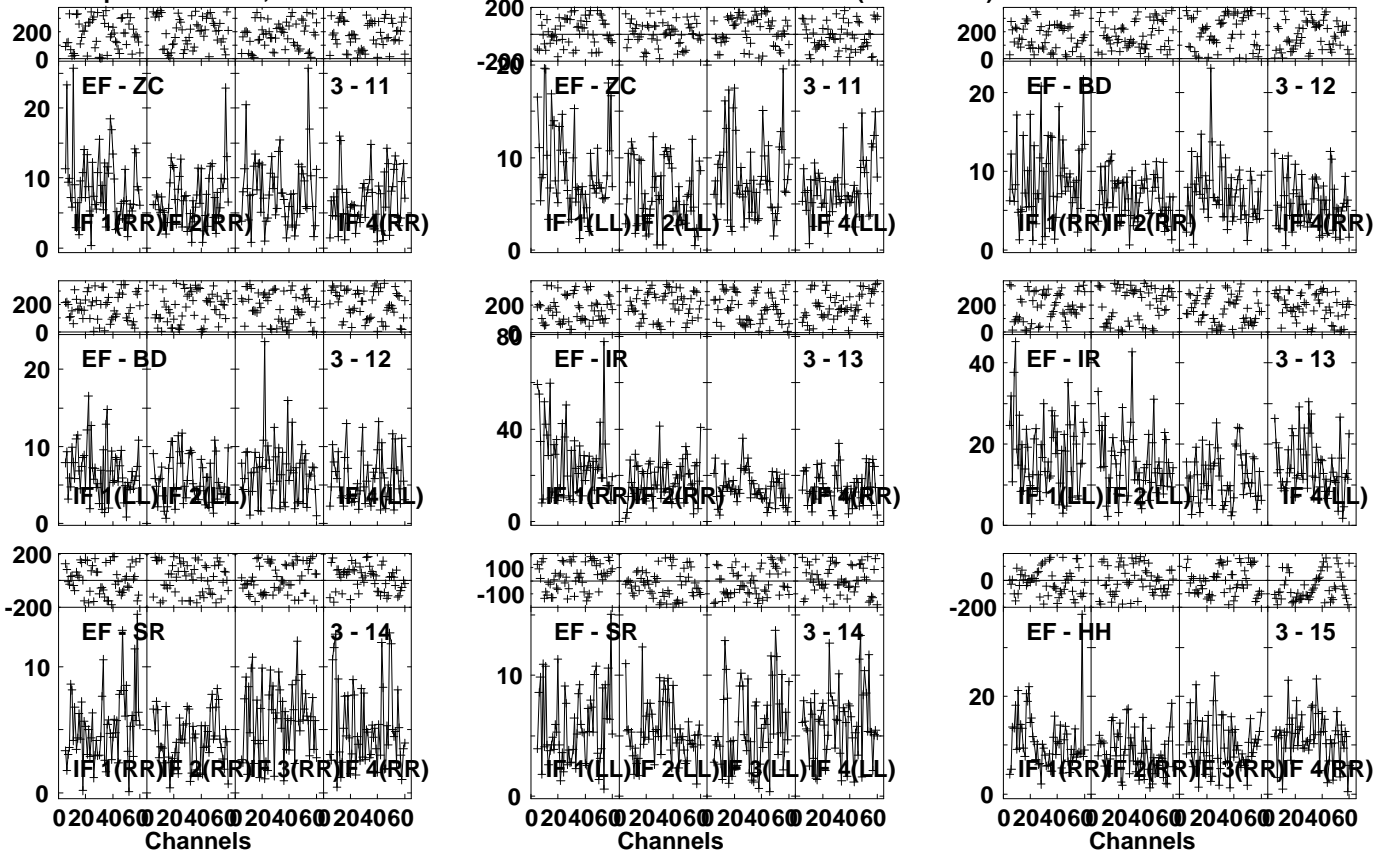 200 0
EF - ZC 3 - 11
20 10 0
IF 1(RR) IF 2(RR) IF 4(RR)
200 -200
EF - ZC 3 - 11
20 10 0
IF 1(LL) IF 2(LL) IF 4(LL)
200 0
EF - BD 3 - 12
20 10 0
IF 1(RR) IF 2(RR) IF 4(RR)
200 0
EF - BD 3 - 12
20 10 0
IF 1(LL) IF 2(LL) IF 4(LL)
200 0
EF - IR 3 - 13
80 40 0
IF 1(RR) IF 2(RR) IF 4(RR)
200 0
EF - IR 3 - 13
40 20 0
IF 1(LL) IF 2(LL) IF 4(LL)
200 -200
EF - SR 3 - 14
10 0
IF 1(RR) IF 2(RR) IF 3(RR) IF 4(RR)
0 20 40 60 0 20 40 60 0 20 40 60 0 20 40 60
Channels
100 -100
EF - SR 3 - 14
10 0
IF 1(LL) IF 2(LL) IF 3(LL) IF 4(LL)
0 20 40 60 0 20 40 60 0 20 40 60 0 20 40 60
Channels
0 -200
EF - HH 3 - 15
20 0
IF 1(RR) IF 2(RR) IF 3(RR) IF 4(RR)
0 20 40 60 0 20 40 60 0 20 40 60 0 20 40 60
Channels